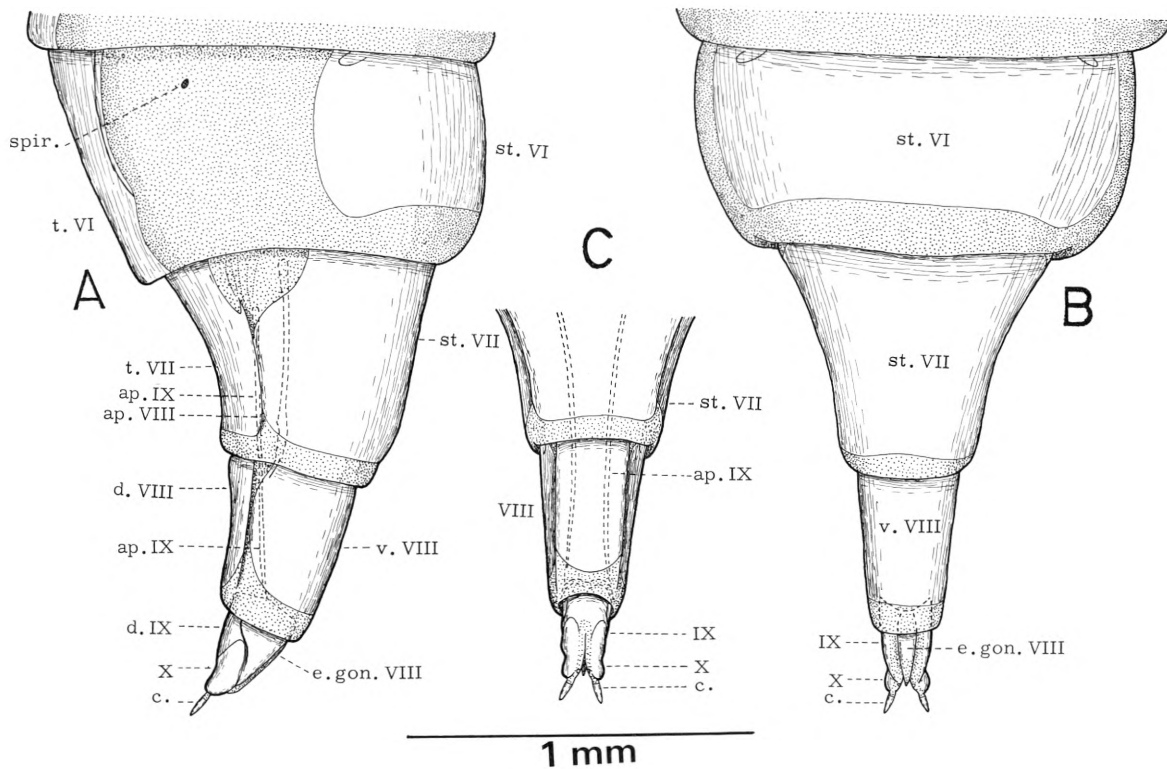 spir.
t. VI
st. VI
A
t. VII
ap. IX
ap. VIII
st. VII
d. VIII
ap. IX
v. VIII
d. IX
X
c.
e. gon. VIII
C
st. VII
ap. IX
VIII
IX
X
c.
st. VI
B
st. VII
v. VIII
IX
e. gon. VIII
X
c.
1 mm